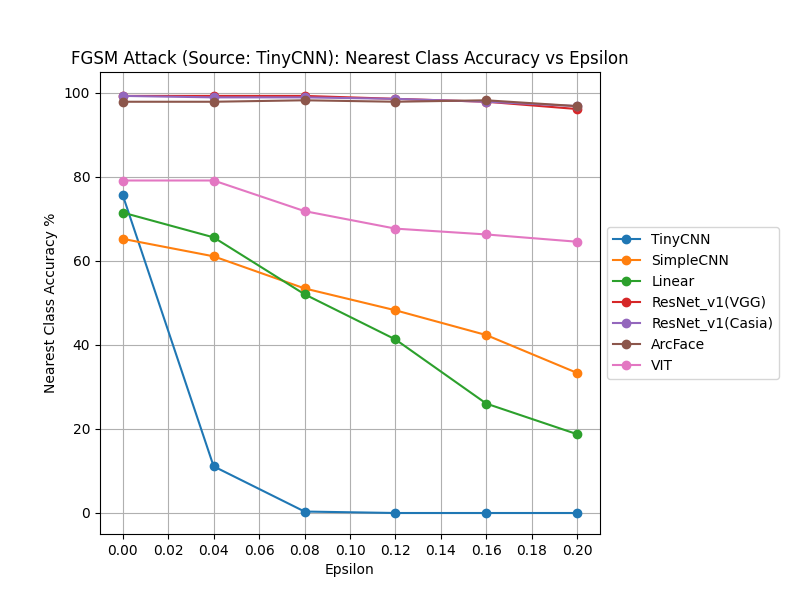 FGSM Attack (Source: TinyCNN): Nearest Class Accuracy vs Epsilon
100
80
60
40
20
0
Nearest Class Accuracy %
0.00 0.02 0.04 0.06 0.08 0.10 0.12 0.14 0.16 0.18 0.20
Epsilon
TinyCNN
SimpleCNN
Linear
ResNet_v1(VGG)
ResNet_v1(Casia)
ArcFace
VIT